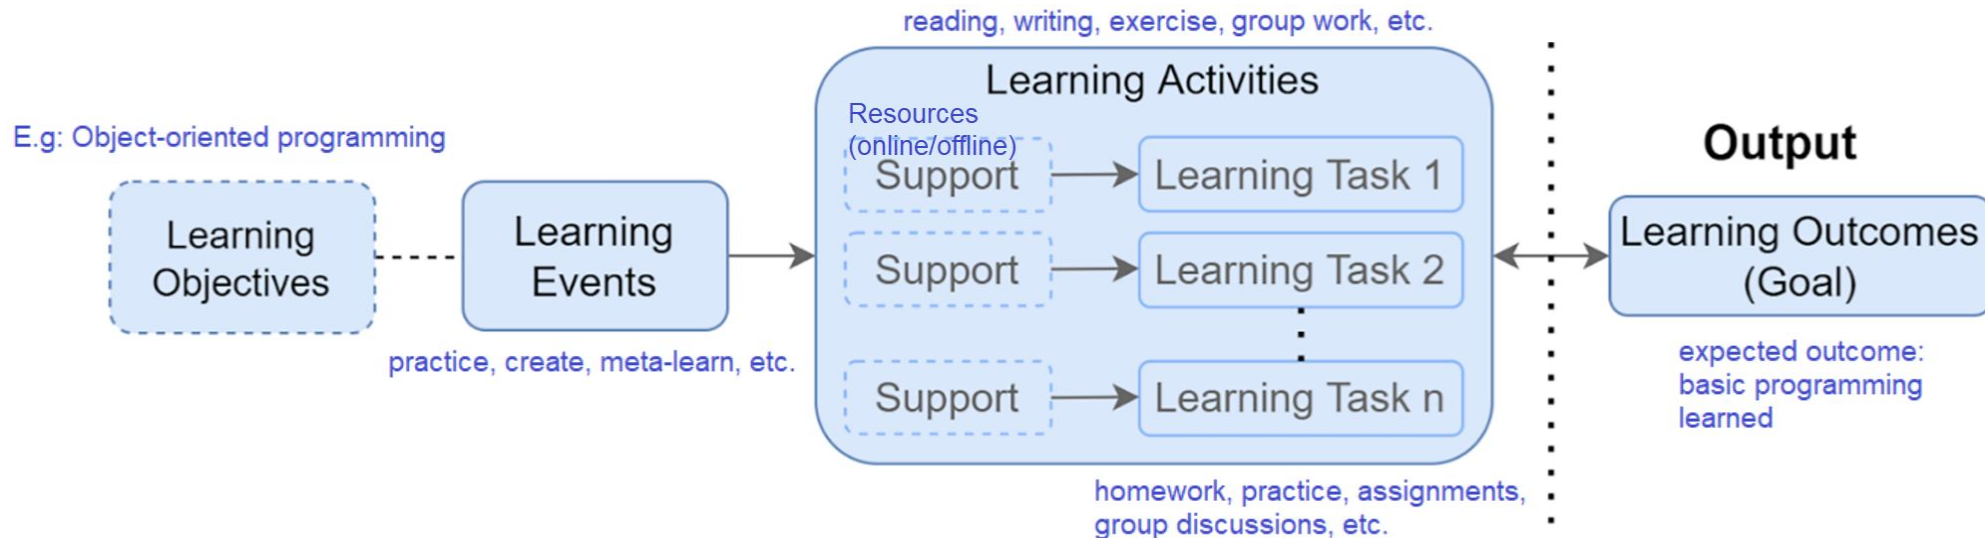 reading, writing, exercise, group work, etc.
Learning Activities
E.g: Object-oriented programming
Resources
(online/offline)
Support
Learning Task 1
Output
Learning
Objectives
Learning
Events
Support
Learning Task 2
Learning Outcomes
(Goal)
practice, create, meta-learn, etc.
Support
Learning Task n
expected outcome:
basic programming
learned
homework, practice, assignments,
group discussions, etc.